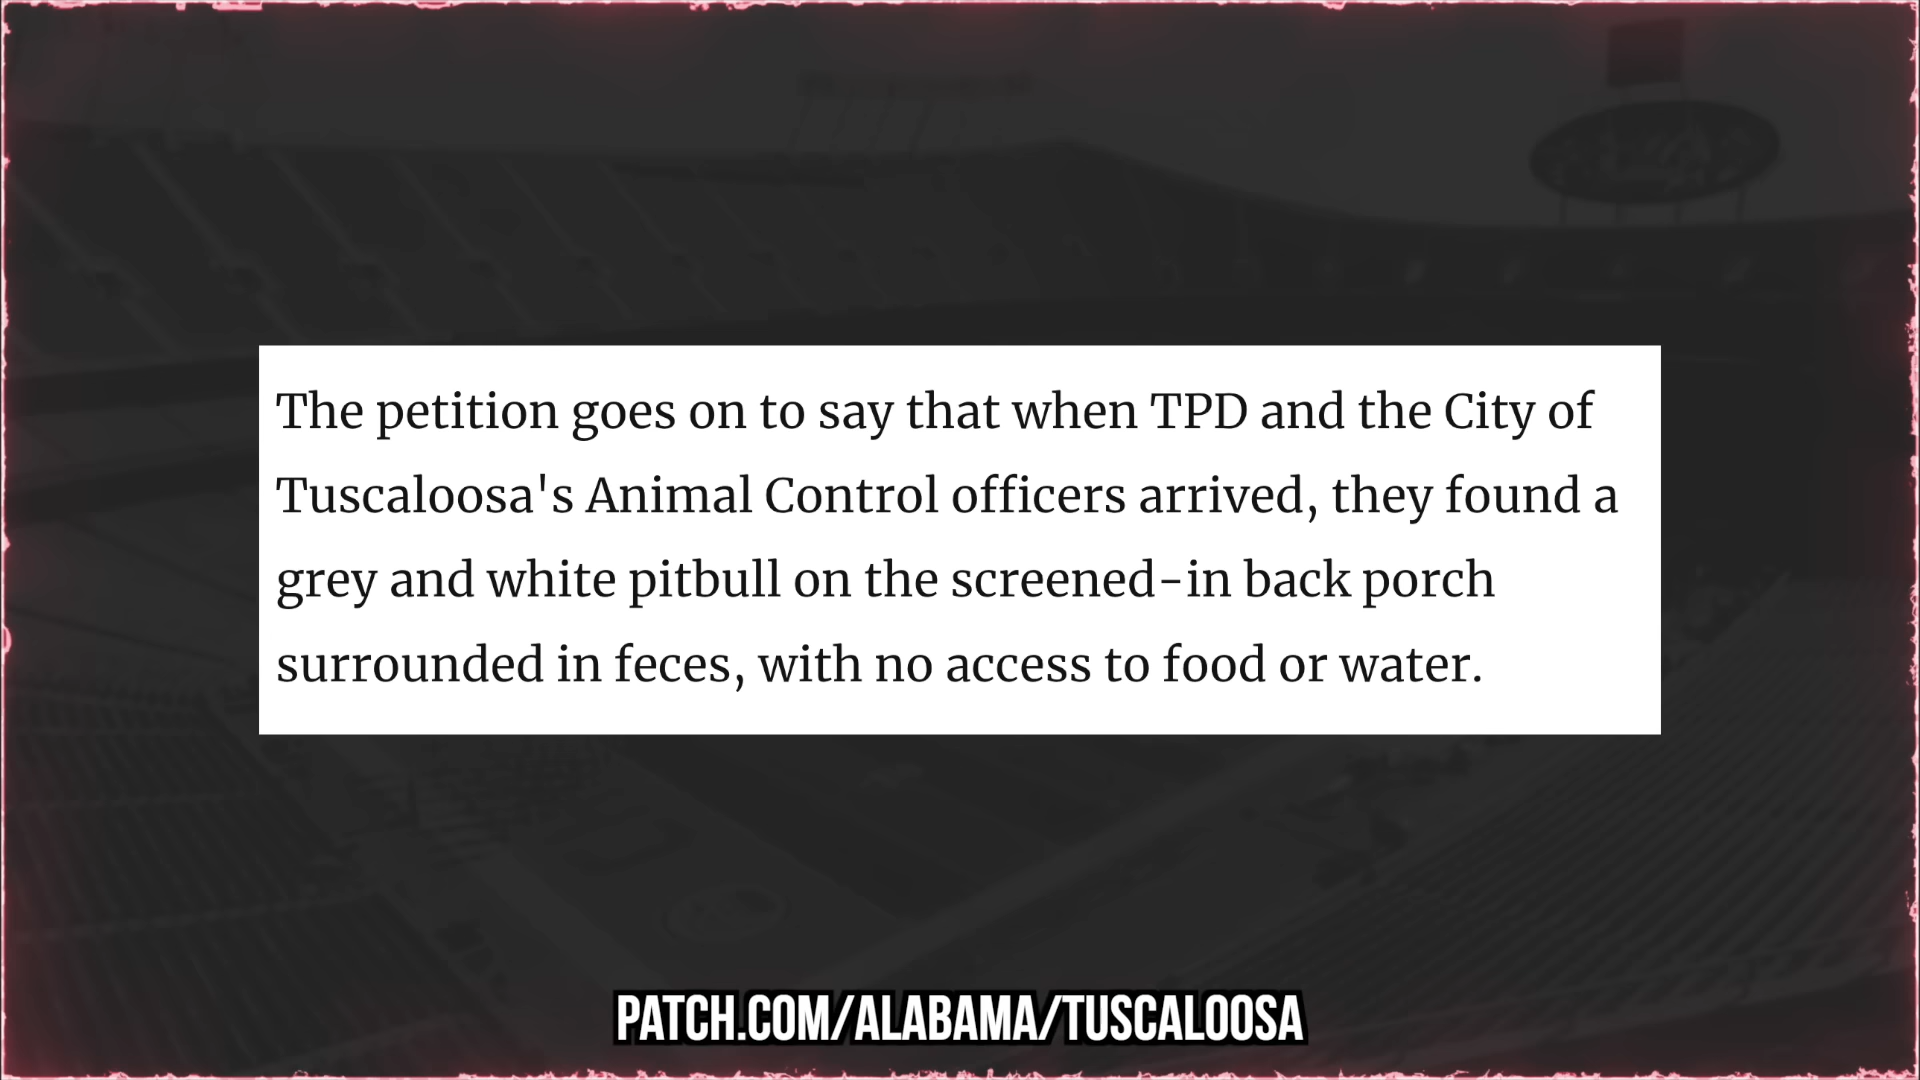 The petition goes on to say that when TPD and the City of
Tuscaloosa's Animal Control officers arrived, they found a
grey and white pitbull on the screened-in back porch
surrounded in feces, with no access to food or water.
PATCH.COM/ALABAMA/TUSCALOOSA